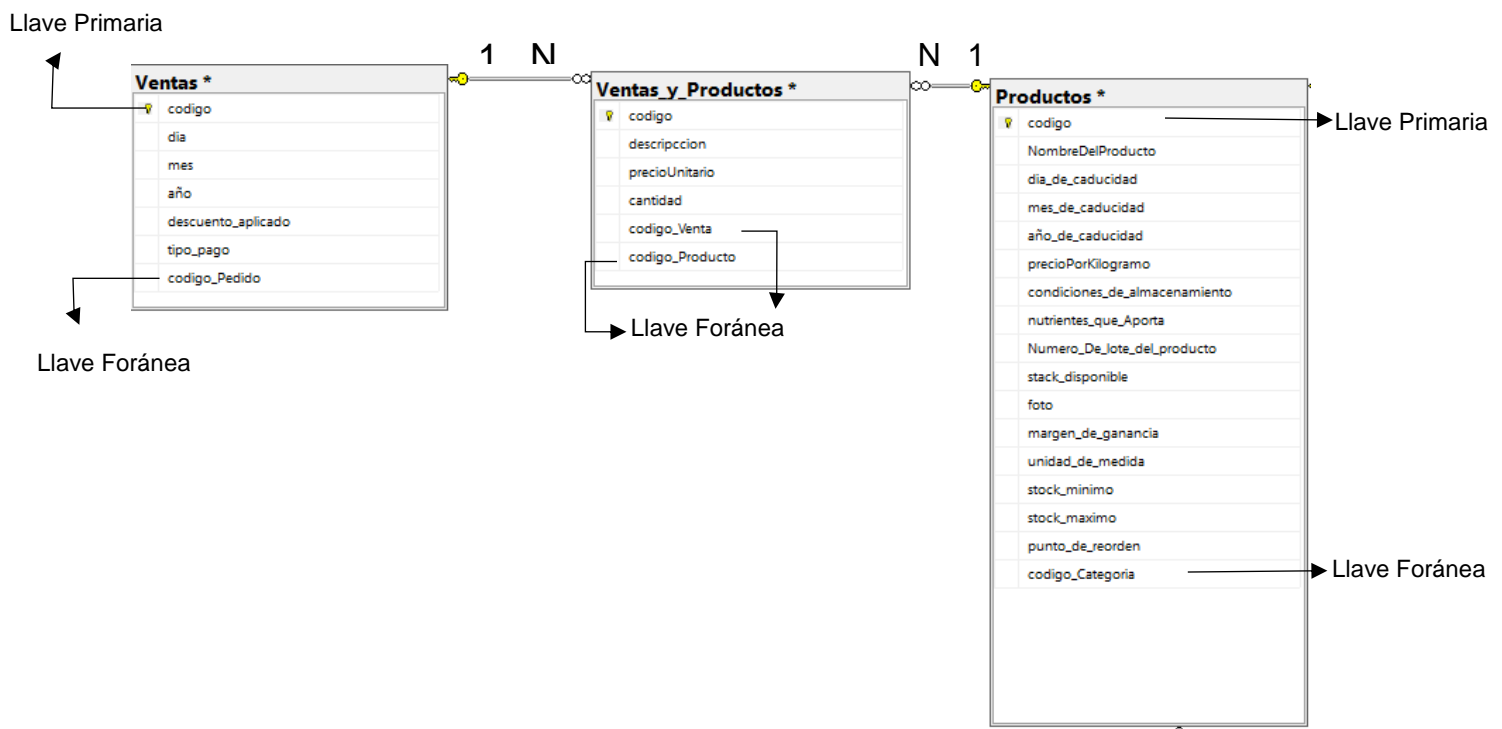 Llave Primaria
1 N
N 1
Ventas *
codigo
dia
mes
año
descuento_aplicado
tipo_pago
codigo_Pedido
Llave Foránea
Ventas_y_Productos *
codigo
descripccion
precioUnitario
cantidad
codigo_Venta
codigo_Producto
Llave Foránea
Productos *
codigo
NombreDelProducto
dia_de_caducidad
mes_de_caducidad
año_de_caducidad
precioPorKilogramo
condiciones_de_almacenamiento
nutrientes_que_Aporta
Numero_De_lote_del_producto
stack_disponible
foto
margen_de_ganancia
unidad_de_medida
stock_minimo
stock_maximo
punto_de_reorden
codigo_Categoria
Llave Primaria
Llave Foránea